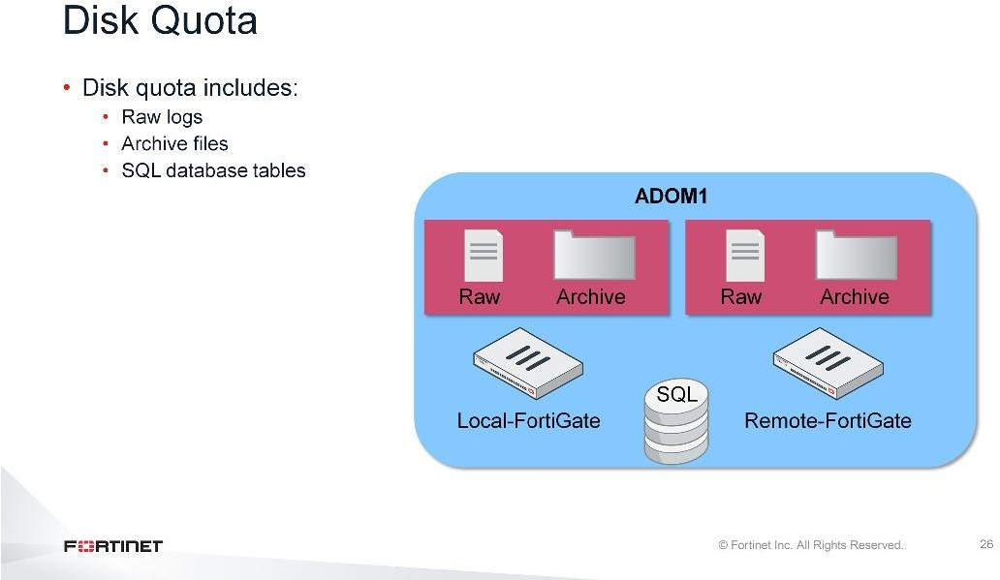 Disk Quota
• Disk quota includes:
• Raw logs
• Archive files
• SQL database tables
ADOM1
Raw Archive
Raw Archive
SQL
Local-FortiGate
Remote-FortiGate
FORTINET
© Fortinet Inc. All Rights Reserved.
26